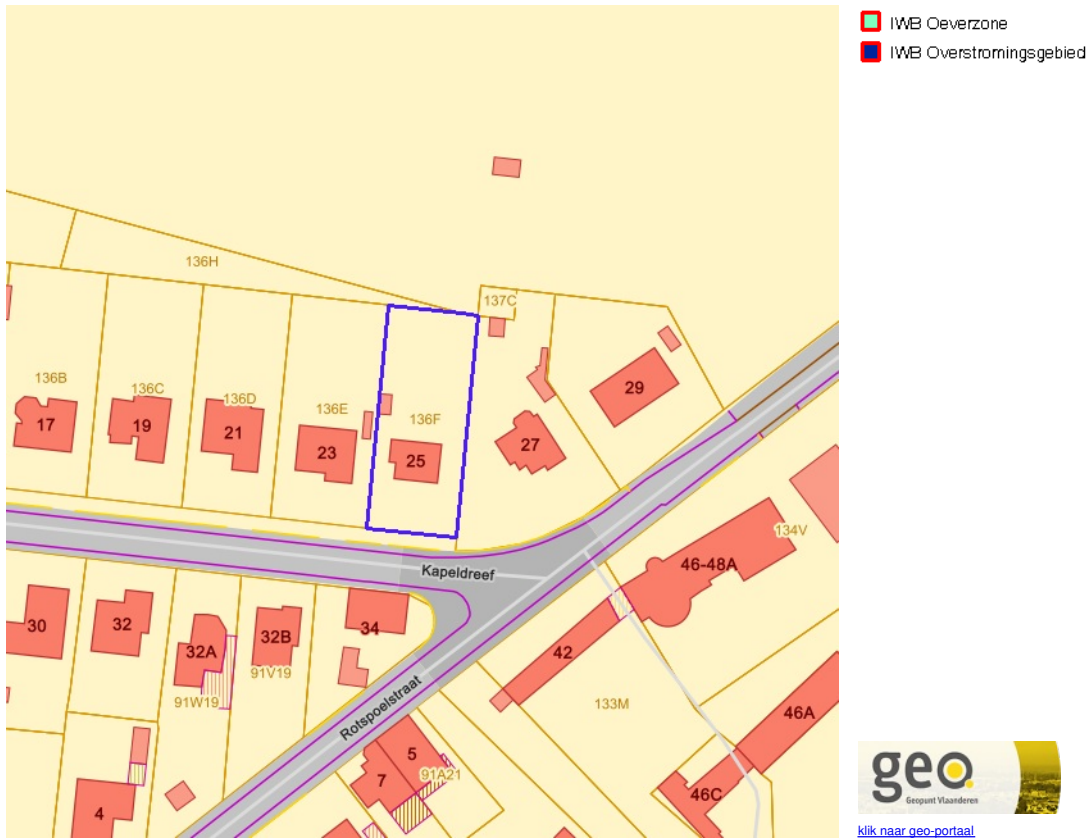 IWB Oeverzone
IWB Overstromingsgebied
136H
137C
136B
136C
136D
136E
136F
29
17
19
21
23
25
27
134V
Kapeldreef
46-48A
30
32
32A
32B
34
42
91V19
91W19
Rotspoelstraat
133M
46A
5
7
91A21
46C
4
geo
Geopunt Vlaanderen
klik naar geo-portaal